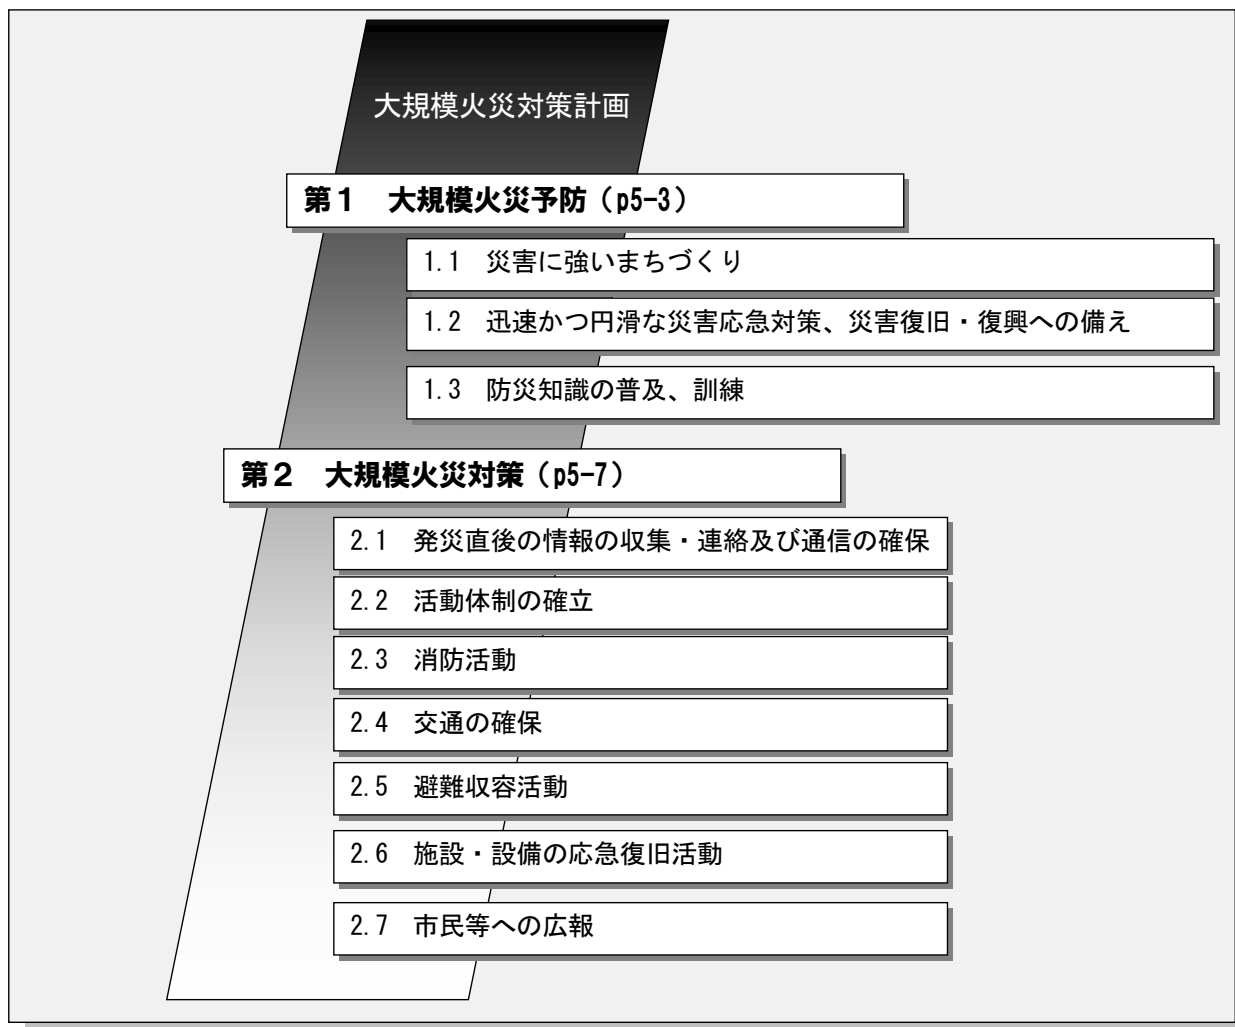 大規模火災対策計画
第１　大規模火災予防（p5-3）
1.1　災害に強いまちづくり
1.2　迅速かつ円滑な災害応急対策、災害復旧・復興への備え
1.3　防災知識の普及、訓練
第２　大規模火災対策（p5-7）
2.1　発災直後の情報の収集・連絡及び通信の確保
2.2　活動体制の確立
2.3　消防活動
2.4　交通の確保
2.5　避難収容活動
2.6　施設・設備の応急復旧活動
2.7　市民等への広報